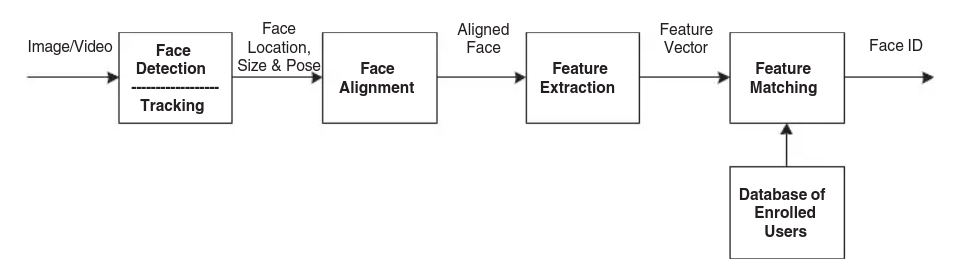 Image/Video
Face
Detection
-------------------
Tracking
Face
Location,
Size & Pose
Face
Alignment
Aligned
Face
Feature
Extraction
Feature
Vector
Feature
Matching
Face ID
Database of
Enrolled
Users